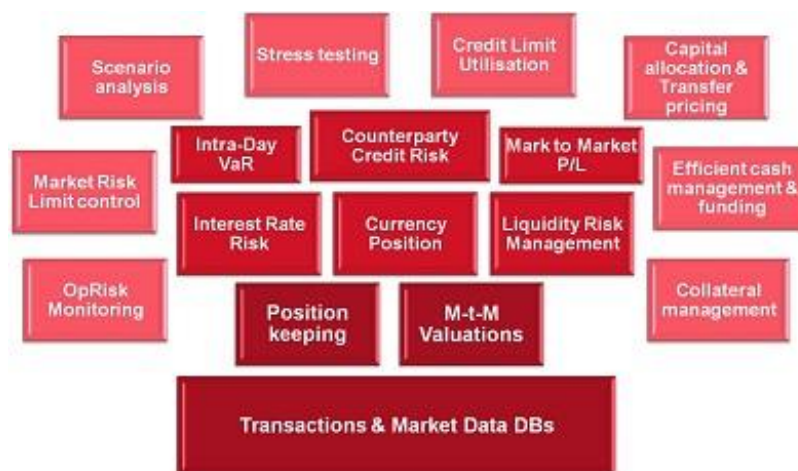 Scenario
analysis
Stress testing
Credit Limit
Utilisation
Capital
allocation &
Transfer
pricing
Intra-Day
VaR
Counterparty
Credit Risk
Mark to Market
P/L
Market Risk
Limit control
Efficient cash
management &
funding
Interest Rate
Risk
Currency
Position
Liquidity Risk
Management
OpRisk
Monitoring
Position
keeping
M-t-M
Valuations
Collateral
management
Transactions & Market Data DBs